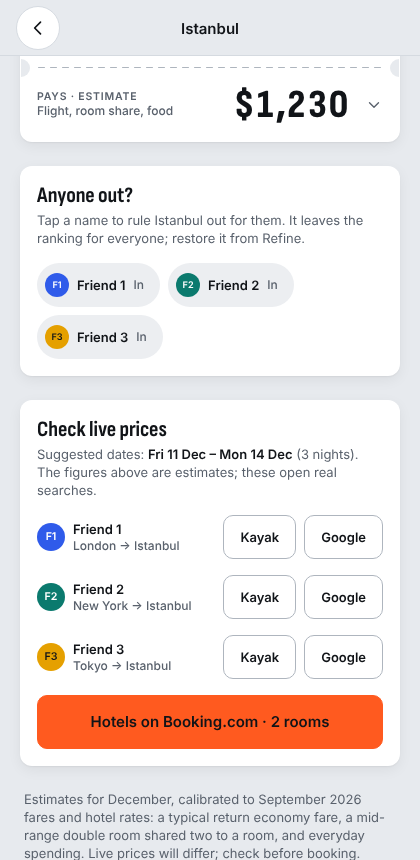 Istanbul
PAYS · ESTIMATE
Flight, room share, food
$1,230
Anyone out?
Tap a name to rule Istanbul out for them. It leaves the
ranking for everyone; restore it from Refine.
F1 Friend 1 In
F2 Friend 2 In
F3 Friend 3 In
Check live prices
Suggested dates: Fri 11 Dec – Mon 14 Dec (3 nights).
The figures above are estimates; these open real
searches.
F1 Friend 1
London → Istanbul
Kayak Google
F2 Friend 2
New York → Istanbul
Kayak Google
F3 Friend 3
Tokyo → Istanbul
Kayak Google
Hotels on Booking.com · 2 rooms
Estimates for December, calibrated to September 2026
fares and hotel rates: a typical return economy fare, a mid-
range double room shared two to a room, and everyday
spending. Live prices will differ; check before booking.